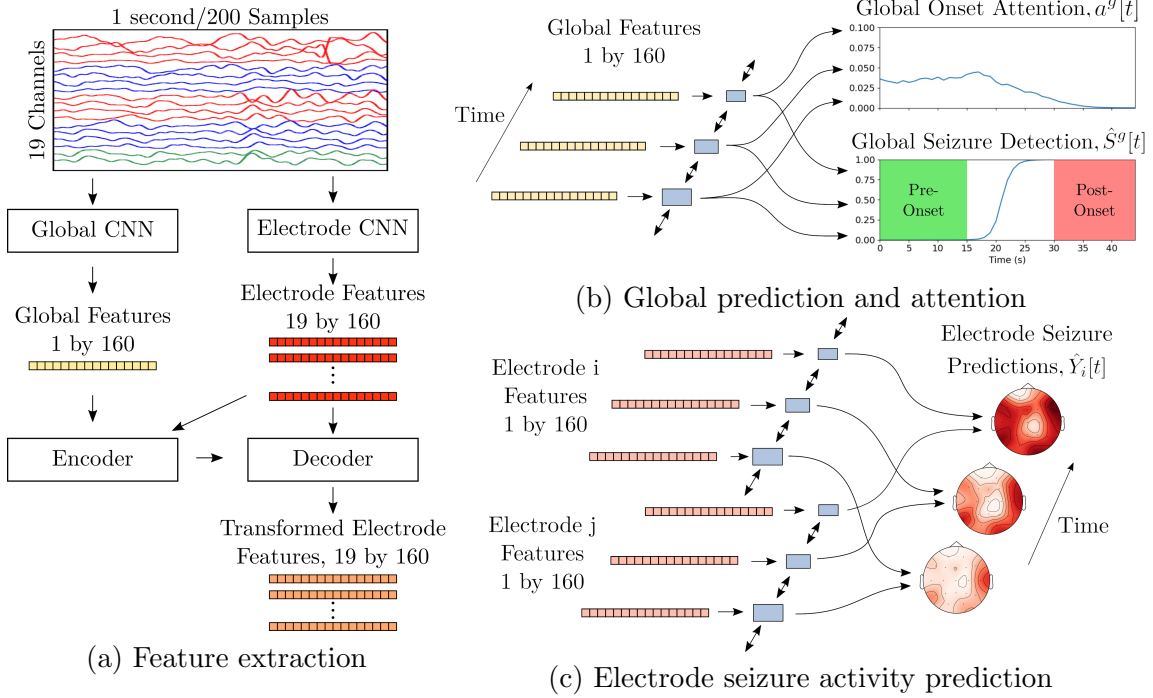 1 second/200 Samples
19 Channels
Global CNN
Electrode CNN
Global Features
1 by 160
Electrode Features
19 by 160
Encoder
Decoder
Transformed Electrode
Features, 19 by 160
(a) Feature extraction
Global Features
1 by 160
Time
Global Onset Attention, a^g[t]
0.100
0.075
0.050
0.025
0.000
Global Seizure Detection, Ŝ^g[t]
1.00
0.75
0.50
0.25
0.00
Pre-
Onset
Post-
Onset
0 5 10 15 20 25 30 35 40
Time (s)
(b) Global prediction and attention
Electrode i
Features
1 by 160
Electrode j
Features
1 by 160
Electrode Seizure
Predictions, Ŷ_i[t]
Time
(c) Electrode seizure activity prediction